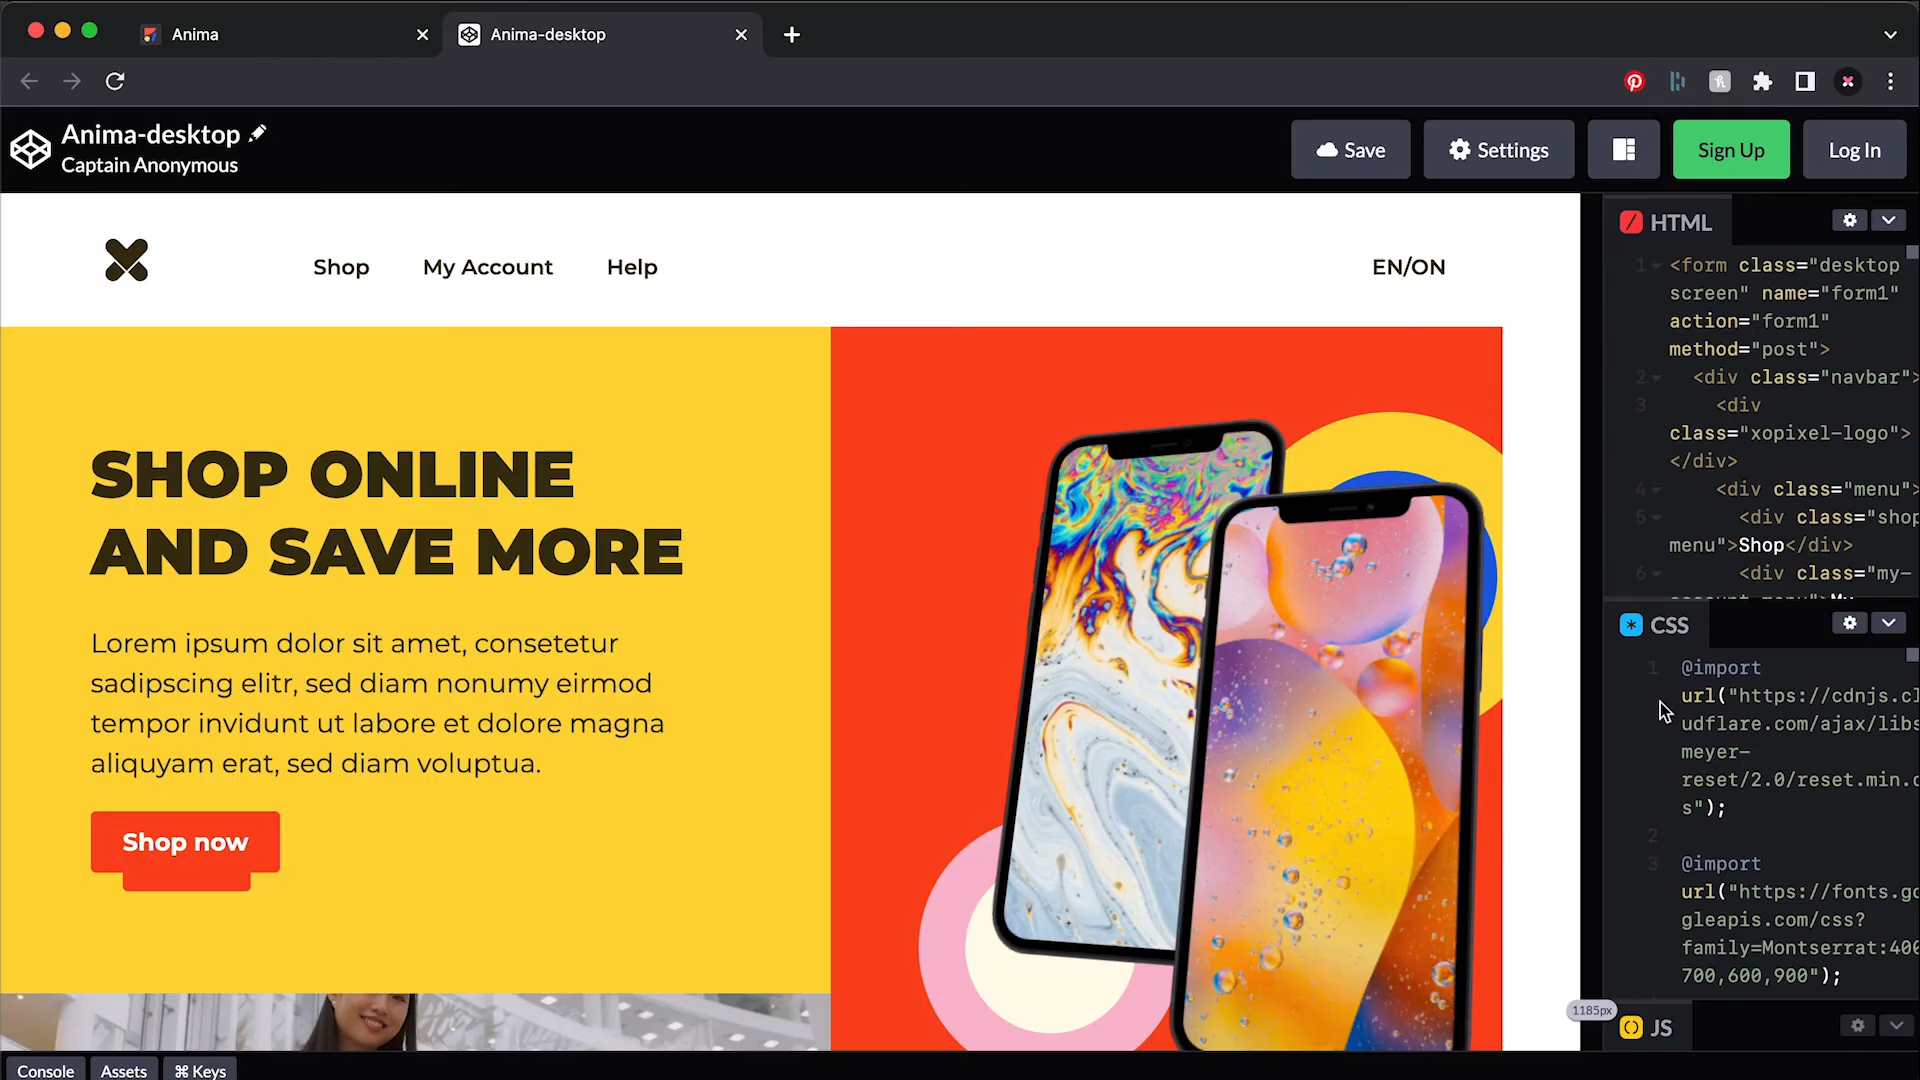 Anima
Anima-desktop
Anima-desktop
Captain Anonymous
Save
Settings
Sign Up
Log In
Shop
My Account
Help
EN/ON
SHOP ONLINE
AND SAVE MORE
Lorem ipsum dolor sit amet, consetetur
sadipscing elitr, sed diam nonumy eirmod
tempor invidunt ut labore et dolore magna
aliquyam erat, sed diam voluptua.
Shop now
HTML
1 <form class="desktop
screen" name="form1"
action="form1"
method="post">
2 <div class="navbar">
3 <div
class="xopixel-logo">
</div>
4 <div class="menu">
5 <div class="shop
menu">Shop</div>
6 <div class="my-
CSS
1 @import
url("https://cdnjs.cl
udflare.com/ajax/libs
meyer-
reset/2.0/reset.min.c
s");
2
3 @import
url("https://fonts.go
gleapis.com/css?
family=Montserrat:400
700,600,900");
1185px
JS
Console
Assets
⌘ Keys